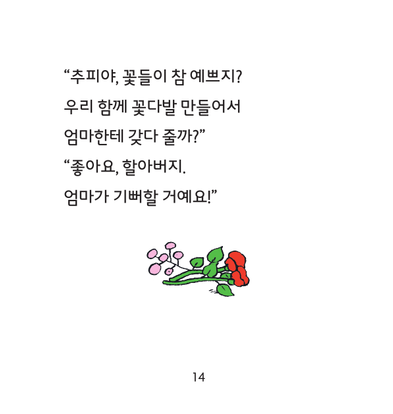 “추피야, 꽃들이 참 예쁘지?
우리 함께 꽃다발 만들어서
엄마한테 갖다 줄까?”
“좋아요, 할아버지.
엄마가 기뻐할 거예요!”
14